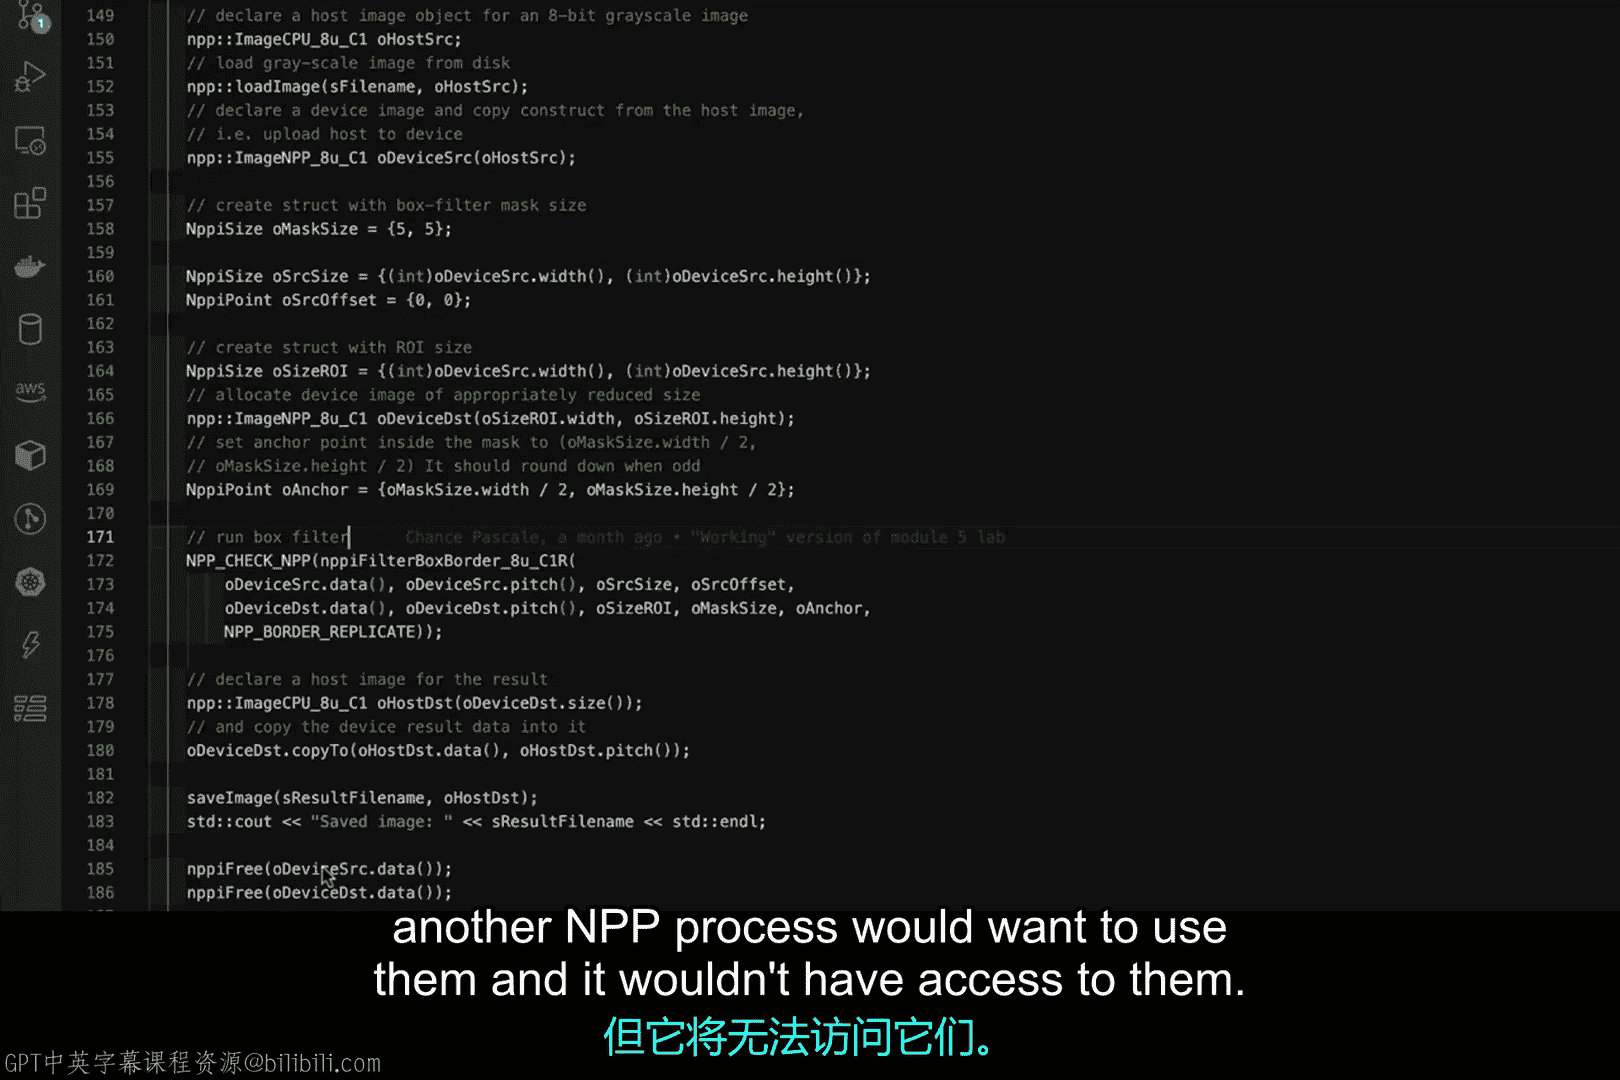 1
149 // declare a host image object for an 8-bit grayscale image
150 npp::ImageCPU_8u_C1 oHostSrc;
151 // load gray-scale image from disk
152 npp::loadImage(sFilename, oHostSrc);
153 // declare a device image and copy construct from the host image,
154 // i.e. upload host to device
155 npp::ImageNPP_8u_C1 oDeviceSrc(oHostSrc);
156
157 // create struct with box-filter mask size
158 NppiSize oMaskSize = {5, 5};
159
160 NppiSize oSrcSize = {(int)oDeviceSrc.width(), (int)oDeviceSrc.height()};
161 NppiPoint oSrcOffset = {0, 0};
162
163 // create struct with ROI size
164 NppiSize oSizeROI = {(int)oDeviceSrc.width(), (int)oDeviceSrc.height()};
165 // allocate device image of appropriately reduced size
166 npp::ImageNPP_8u_C1 oDeviceDst(oSizeROI.width, oSizeROI.height);
167 // set anchor point inside the mask to (oMaskSize.width / 2,
168 // oMaskSize.height / 2) It should round down when odd
169 NppiPoint oAnchor = {oMaskSize.width / 2, oMaskSize.height / 2};
170
171 // run box filter Chance Pascale, a month ago • "Working" version of module 5 lab
172 NPP_CHECK_NPP(nppiFilterBoxBorder_8u_C1R(
173 oDeviceSrc.data(), oDeviceSrc.pitch(), oSrcSize, oSrcOffset,
174 oDeviceDst.data(), oDeviceDst.pitch(), oSizeROI, oMaskSize, oAnchor,
175 NPP_BORDER_REPLICATE));
176
177 // declare a host image for the result
178 npp::ImageCPU_8u_C1 oHostDst(oDeviceDst.size());
179 // and copy the device result data into it
180 oDeviceDst.copyTo(oHostDst.data(), oHostDst.pitch());
181
182 saveImage(sResultFilename, oHostDst);
183 std::cout << "Saved image: " << sResultFilename << std::endl;
184
185 nppiFree(oDeviceSrc.data());
186 nppiFree(oDeviceDst.data());
aws
another NPP process would want to use
them and it wouldn't have access to them.
但它将无法访问它们。
GPT中英字幕课程资源@bilibili.com